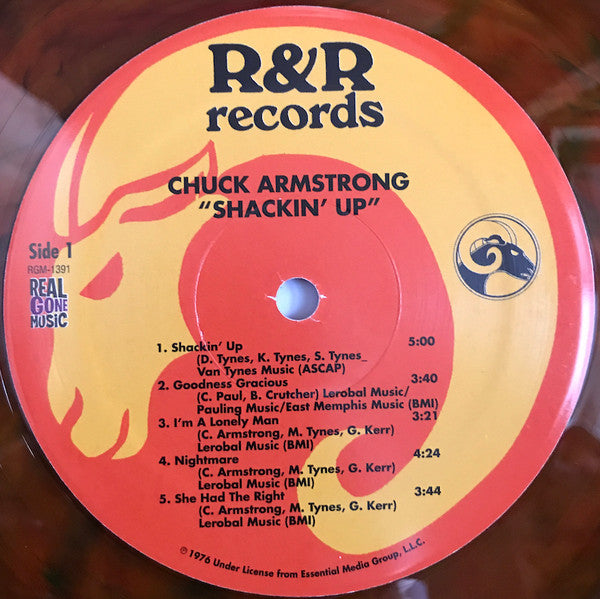 R&R
records
CHUCK ARMSTRONG
“SHACKIN’ UP”
Side 1
RGM-1391
REAL
GONE
MUSIC
1. Shackin’ Up 5:00
(D. Tynes, K. Tynes, S. Tynes_
Van Tynes Music (ASCAP)
2. Goodness Gracious 3:40
(C. Paul, B. Crutcher) Lerobal Music/
Pauling Music/East Memphis Music (BMI)
3. I’m A Lonely Man 3:21
(C. Armstrong, M. Tynes, G. Kerr)
Lerobal Music (BMI)
4. Nightmare 4:24
(C. Armstrong, M. Tynes, G. Kerr)
Lerobal Music (BMI)
5. She Had The Right 3:44
(C. Armstrong, M. Tynes, G. Kerr)
Lerobal Music (BMI)
℗ 1976 Under License from Essential Media Group, L.L.C.